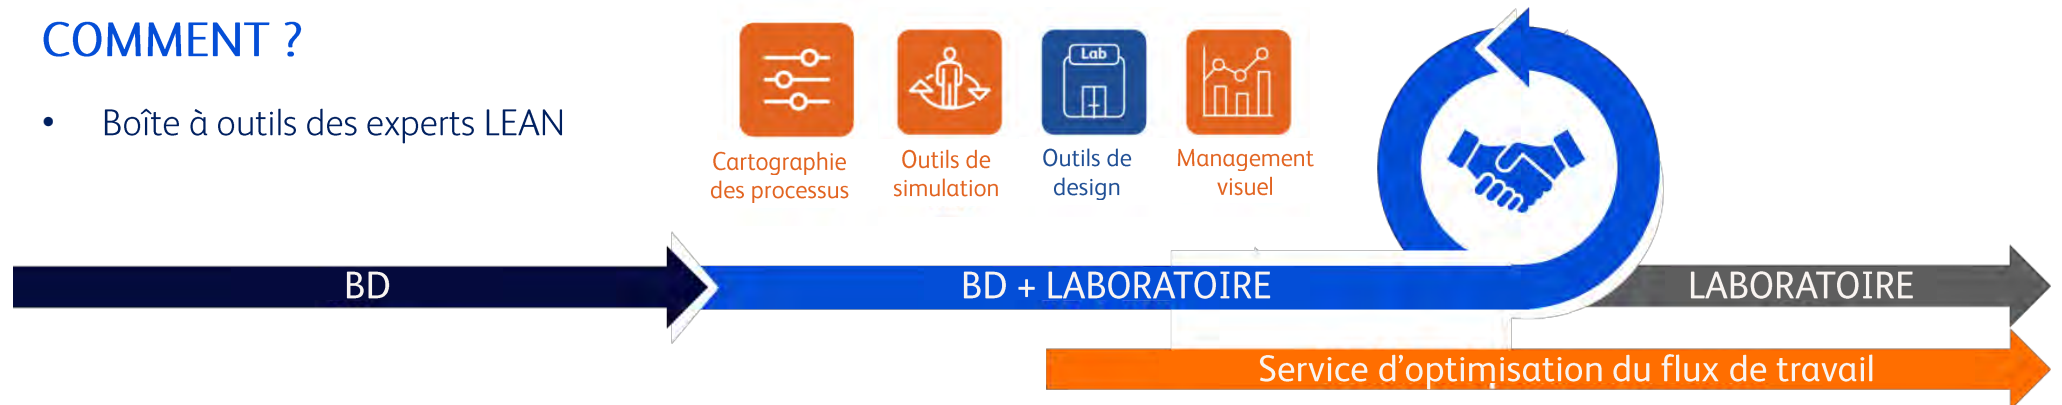 COMMENT ?
• Boîte à outils des experts LEAN
Lab
Cartographie
des processus
Outils de
simulation
Outils de
design
Management
visuel
BD
BD + LABORATOIRE
LABORATOIRE
Service d'optimisation du flux de travail